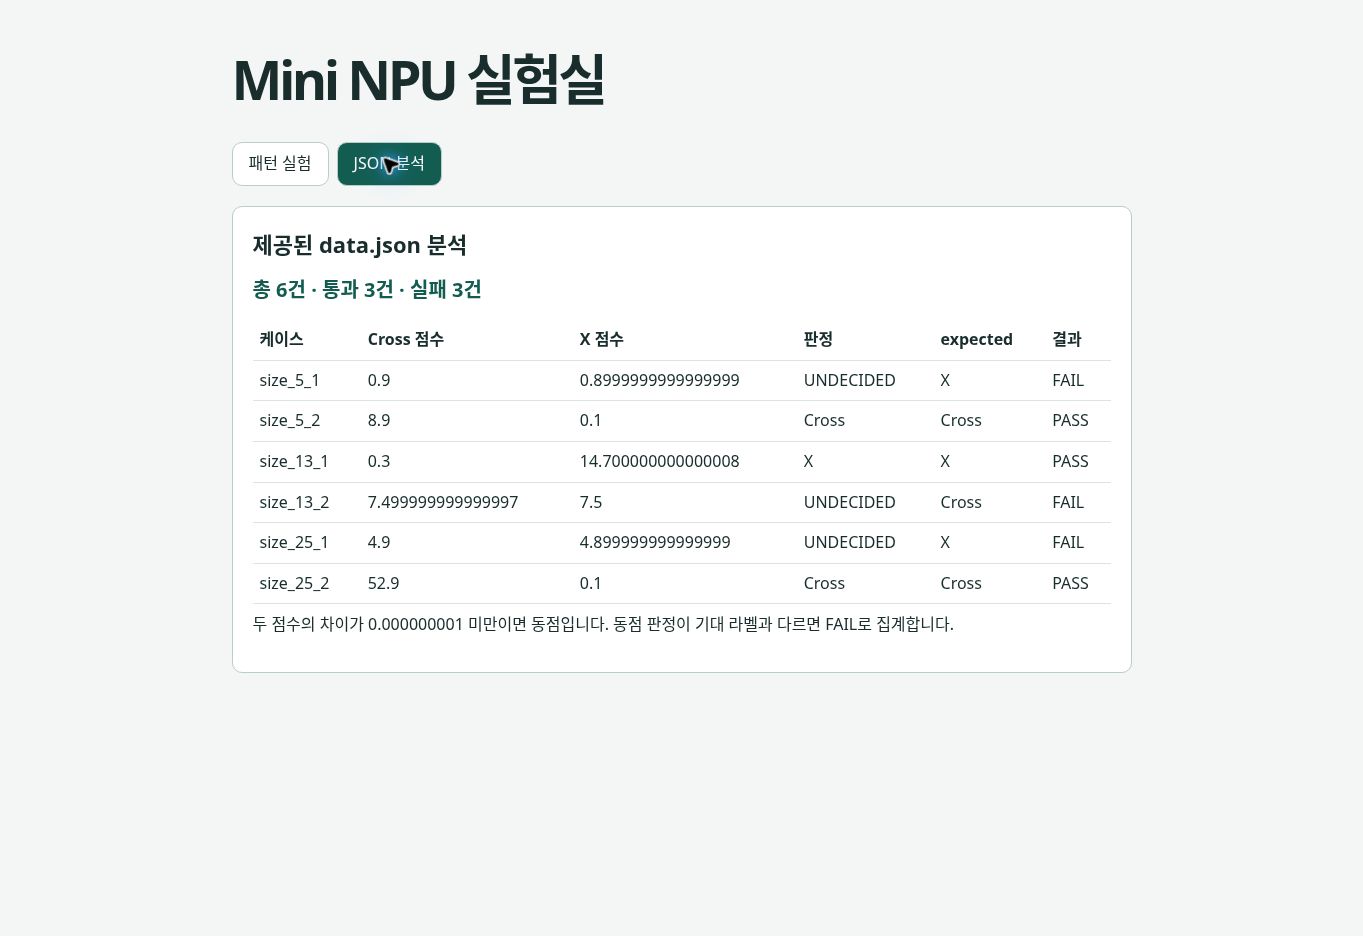 Mini NPU 실험실
패턴 실험
JSON 분석
제공된 data.json 분석
총 6건 · 통과 3건 · 실패 3건
케이스 Cross 점수 X 점수 판정 expected 결과
size_5_1 0.9 0.8999999999999999 UNDECIDED X FAIL
size_5_2 8.9 0.1 Cross Cross PASS
size_13_1 0.3 14.700000000000008 X X PASS
size_13_2 7.499999999999997 7.5 UNDECIDED Cross FAIL
size_25_1 4.9 4.899999999999999 UNDECIDED X FAIL
size_25_2 52.9 0.1 Cross Cross PASS
두 점수의 차이가 0.000000001 미만이면 동점입니다. 동점 판정이 기대 라벨과 다르면 FAIL로 집계합니다.